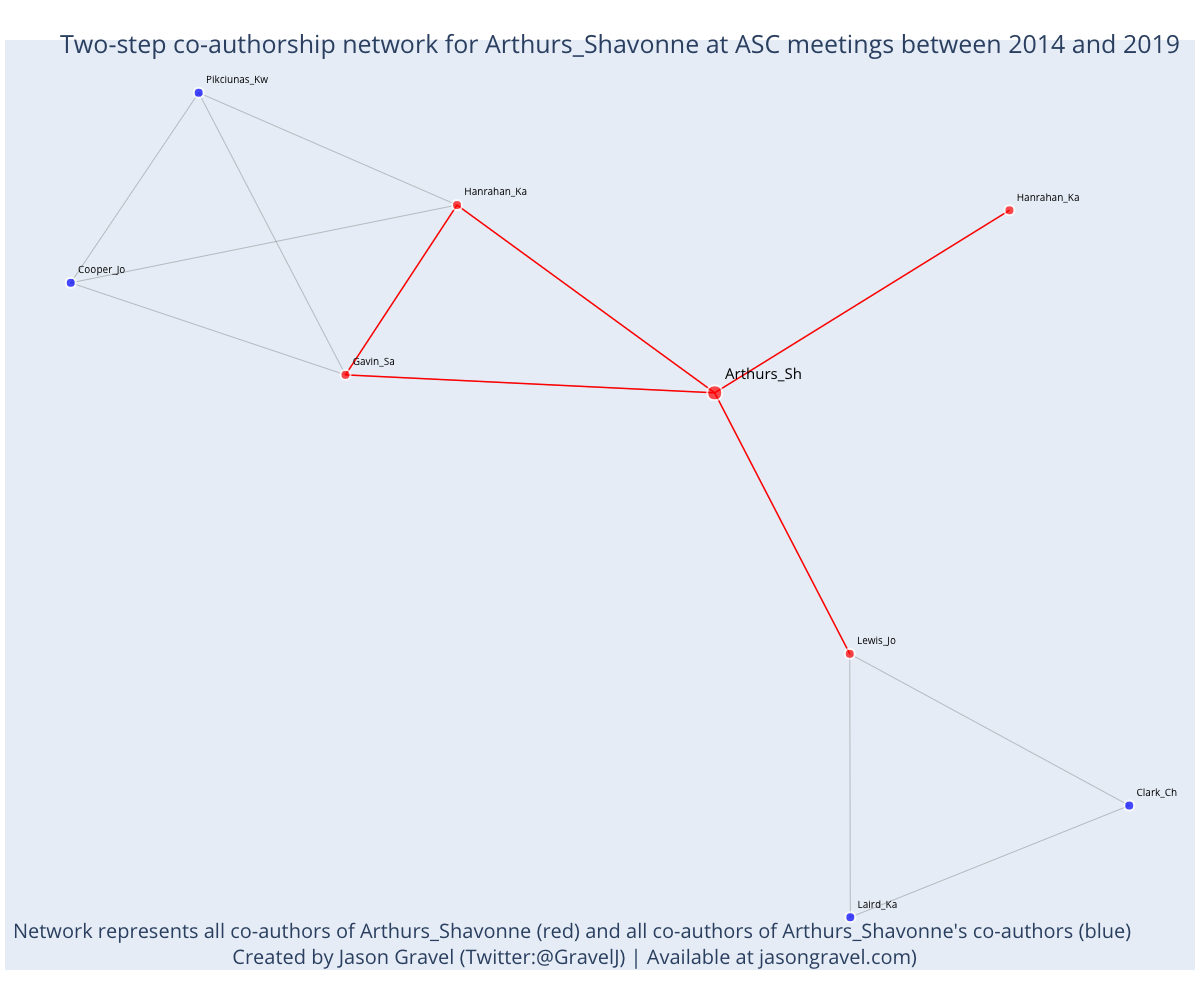 Two-step co-authorship network for Arthurs_Shavonne at ASC meetings between 2014 and 2019
Pikciunas_Kw
Hanrahan_Ka
Hanrahan_Ka
Cooper_Jo
Gavin_Sa
Arthurs_Sh
Lewis_Jo
Clark_Ch
Laird_Ka
Network represents all co-authors of Arthurs_Shavonne (red) and all co-authors of Arthurs_Shavonne's co-authors (blue)
Created by Jason Gravel (Twitter:@GravelJ) | Available at jasongravel.com)